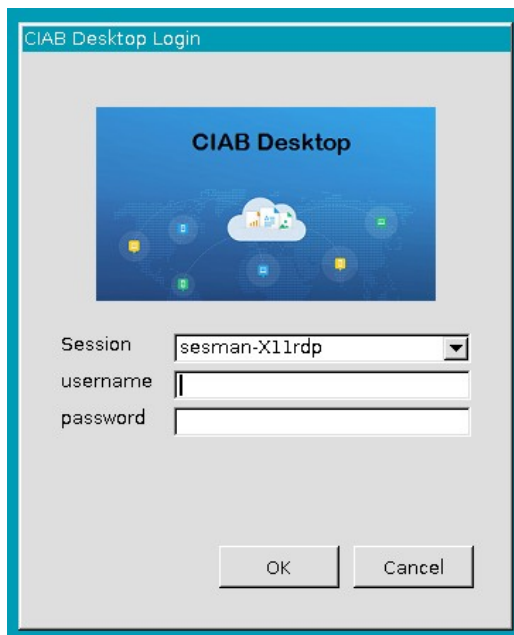 CIAB Desktop Login
CIAB Desktop
Session sesman-X11rdp
username
password
OK Cancel